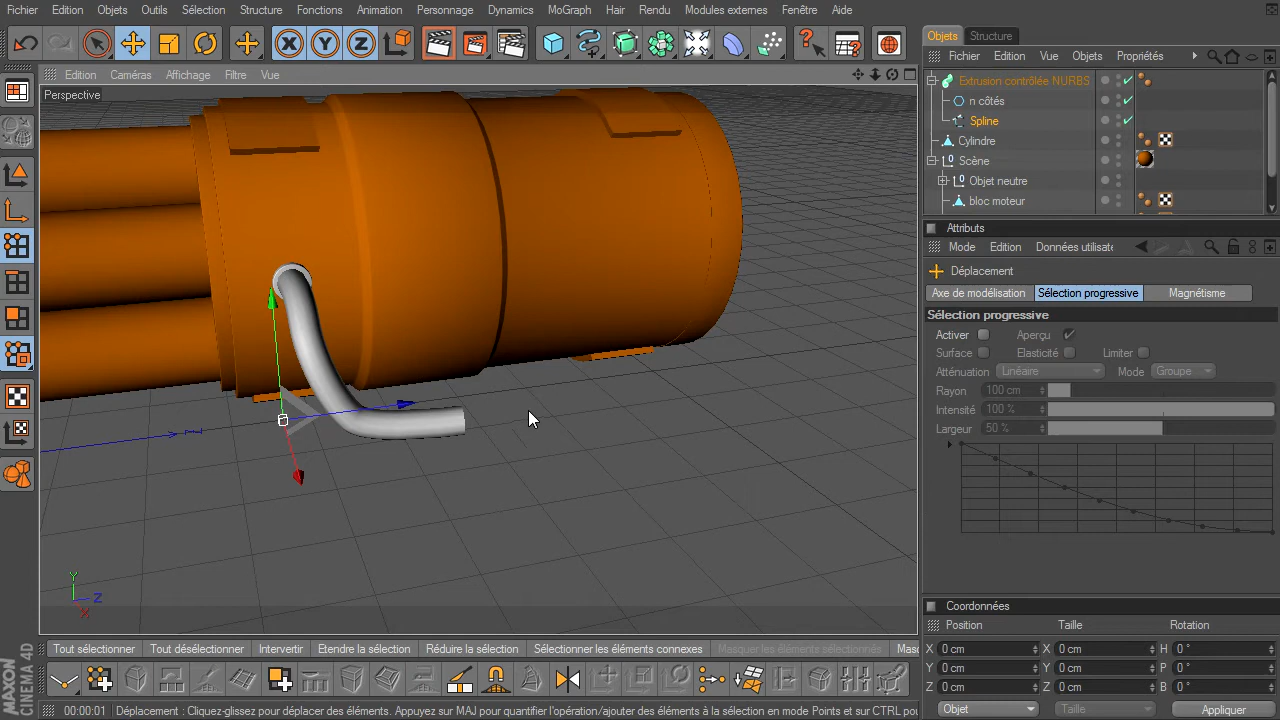 Fichier Edition Objets Outils Sélection Structure Fonctions Animation Personnage Dynamics MoGraph Hair Rendu Modules externes Fenêtre Aide
X Y Z
Edition Caméras Affichage Filtre Vue
Perspective
Y
Z
X
Objets Structure
Fichier Edition Vue Objets Propriétés
Extrusion contrôlée NURBS
n côtés
Spline
Cylindre
Scène
Objet neutre
bloc moteur
Attributs
Mode Edition Données utilisate
Déplacement
Axe de modélisation Sélection progressive Magnétisme
Sélection progressive
Activer Aperçu
Surface Elasticité Limiter
Atténuation Linéaire Mode Groupe
Rayon 100 cm
Intensité 100 %
Largeur 50 %
Coordonnées
Position Taille Rotation
X 0 cm X 0 cm H 0 °
Y 0 cm Y 0 cm P 0 °
Z 0 cm Z 0 cm B 0 °
Objet Taille Appliquer
Tout sélectionner Tout désélectionner Intervertir Etendre la sélection Réduire la sélection Sélectionner les éléments connexes Masquer les éléments sélectionnés Masq
MAXON
CINEMA 4D
00:00:01 Déplacement : Cliquez-glissez pour déplacer des éléments. Appuyez sur MAJ pour quantifier l'opération/ajouter des éléments à la sélection en mode Points et sur CTRL pou